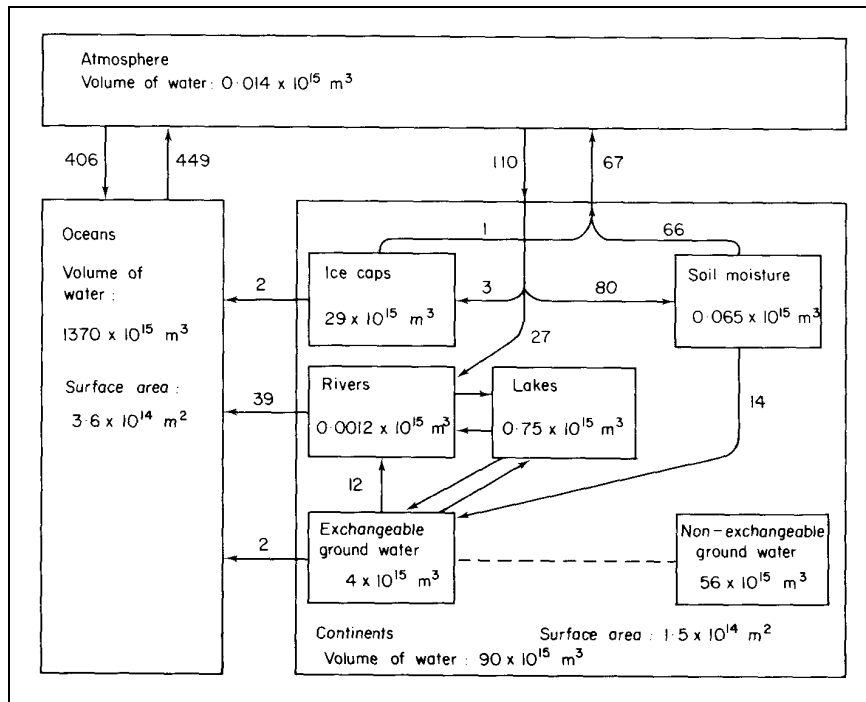 Atmosphere
Volume of water: 0·014 x 10¹⁵ m³
406
449
110
67
Oceans
Volume of
water :
1370 x 10¹⁵ m³
Surface area :
3·6 x 10¹⁴ m²
1
66
Ice caps
29 x 10¹⁵ m³
2
3
80
Soil moisture
0·065 x 10¹⁵ m³
27
Rivers
0·0012 x 10¹⁵ m³
Lakes
0·75 x 10¹⁵ m³
39
14
12
Exchangeable
ground water
4 x 10¹⁵ m³
2
Non-exchangeable
ground water
56 x 10¹⁵ m³
Continents
Surface area : 1·5 x 10¹⁴ m²
Volume of water : 90 x 10¹⁵ m³